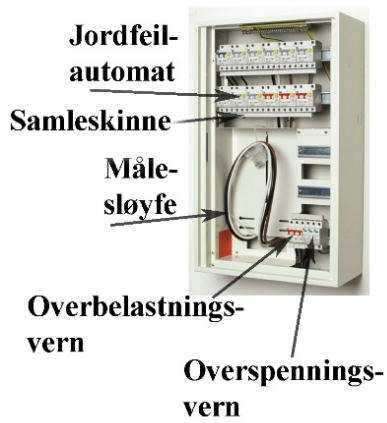 Jordfeil-
automat
Samleskinne
Måle-
sløyfe
Overbelastnings-
vern
Overspennings-
vern